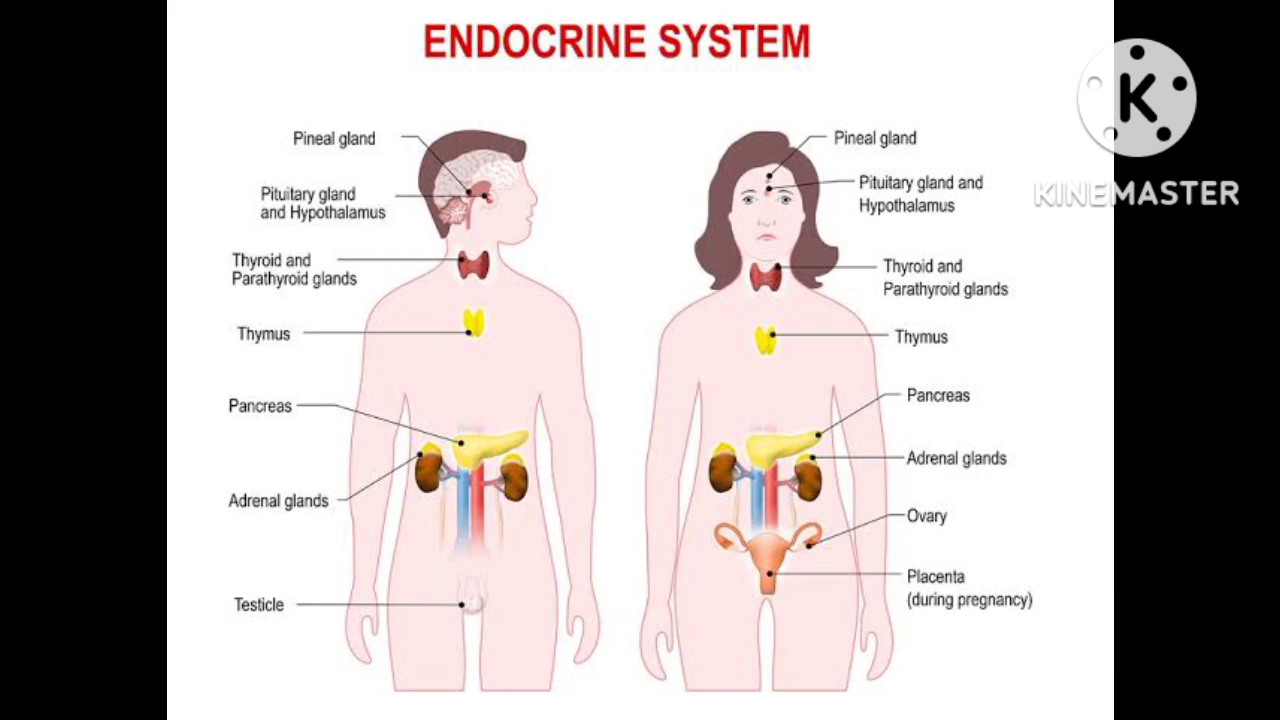 ENDOCRINE SYSTEM
Pineal gland
Pituitary gland
and Hypothalamus
Thyroid and
Parathyroid glands
Thymus
Pancreas
Adrenal glands
Testicle
Pineal gland
Pituitary gland and
Hypothalamus
Thyroid and
Parathyroid glands
Thymus
Pancreas
Adrenal glands
Ovary
Placenta
(during pregnancy)
K
KINEMASTER